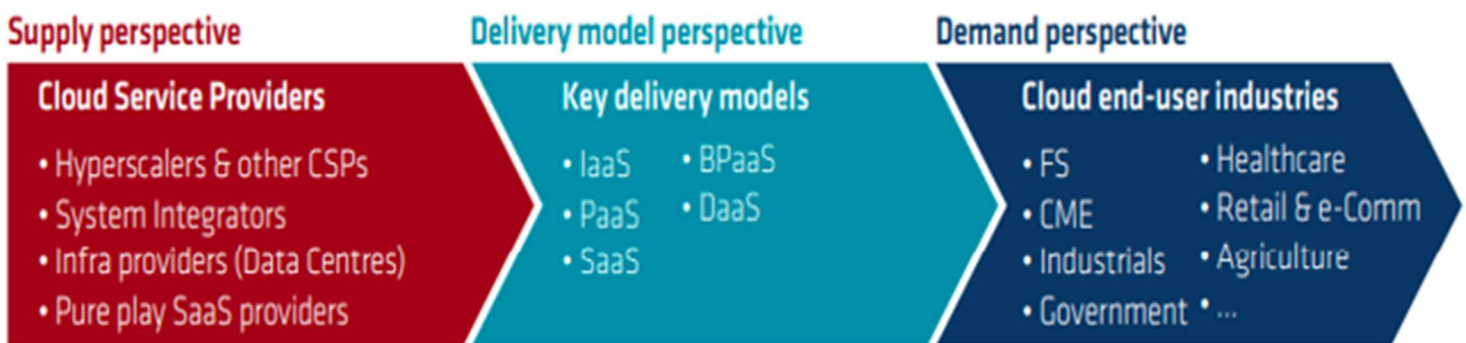 Supply perspective
Cloud Service Providers
• Hyperscalers & other CSPs
• System Integrators
• Infra providers (Data Centres)
• Pure play SaaS providers
Delivery model perspective
Key delivery models
• IaaS
• PaaS
• SaaS
• BPaaS
• DaaS
Demand perspective
Cloud end-user industries
• FS
• CME
• Industrials
• Government
• Healthcare
• Retail & e-Comm
• Agriculture
• ...